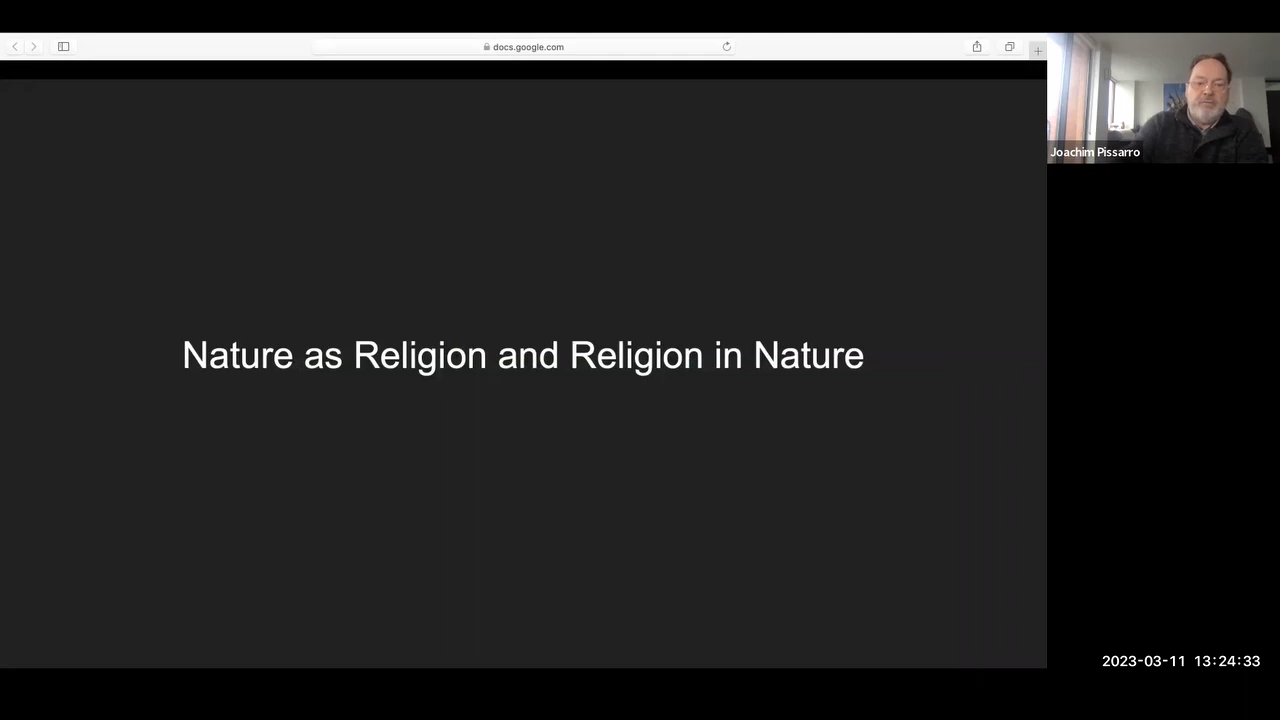 docs.google.com
Joachim Pissarro
Nature as Religion and Religion in Nature
2023-03-11 13:24:33